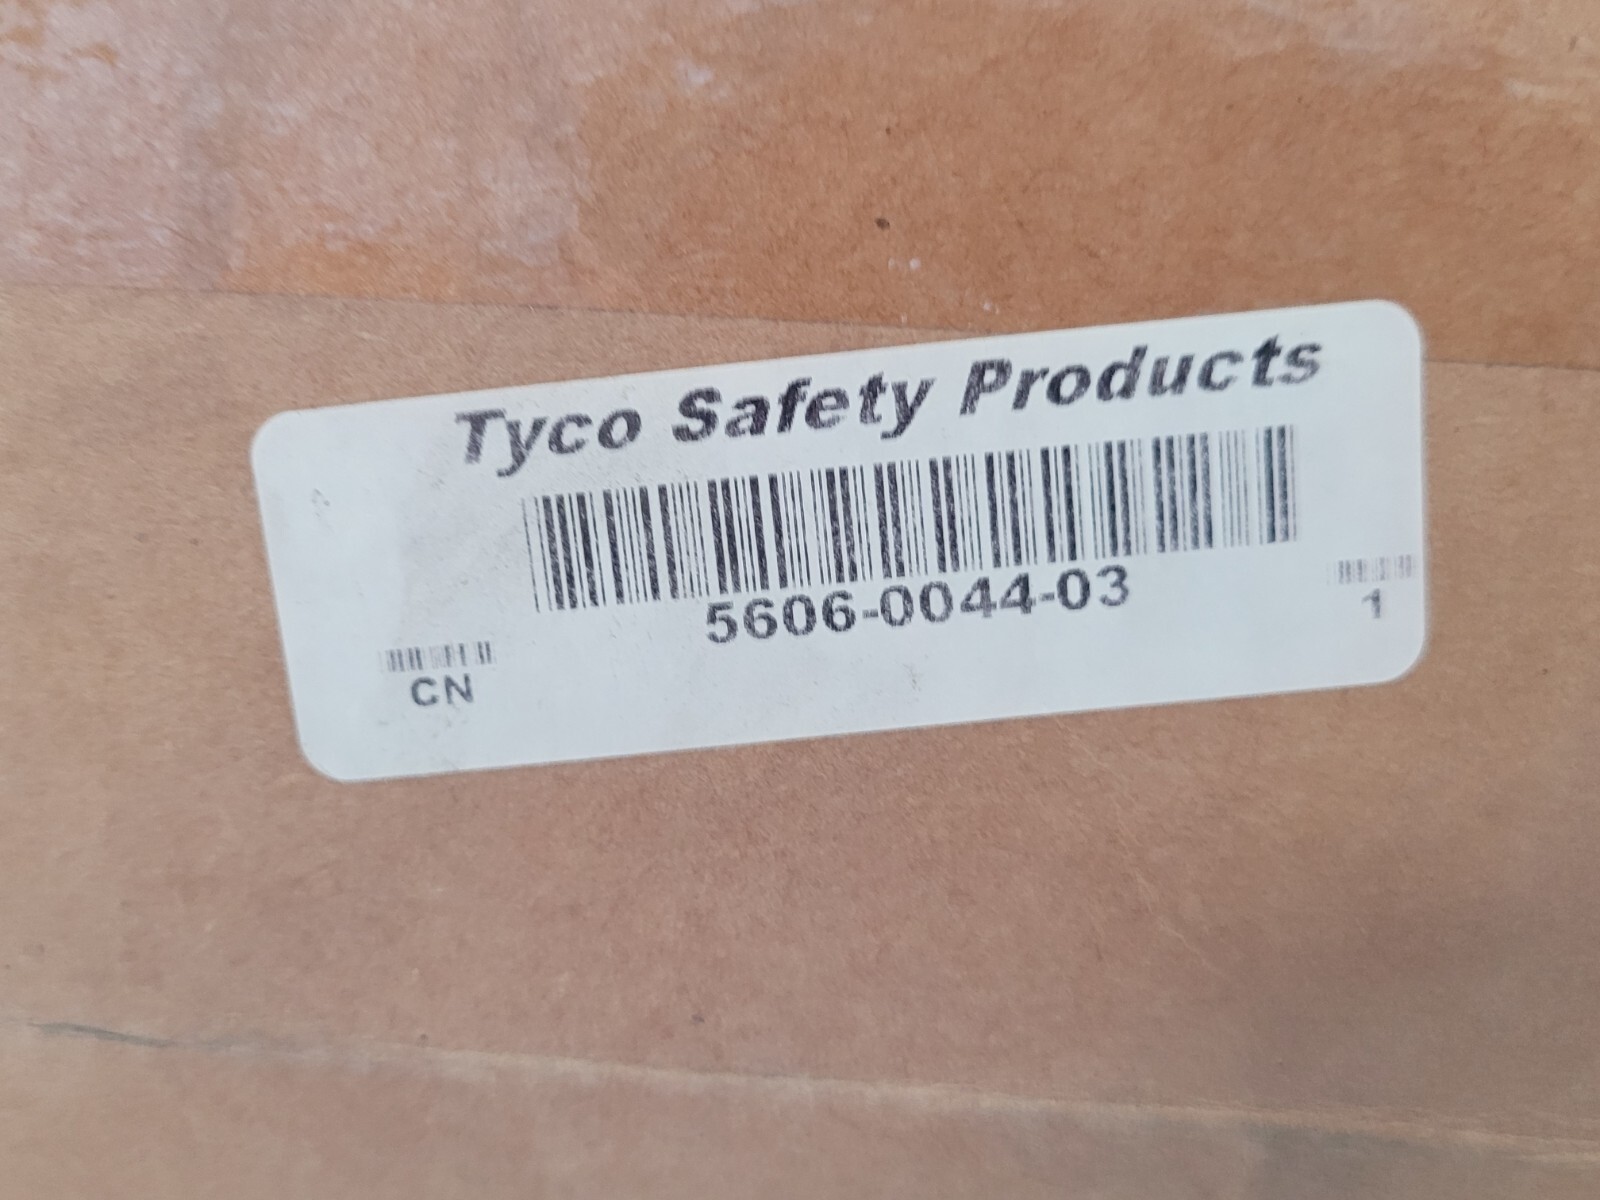 Tyco Safety Products
5606-0044-03
CN
1